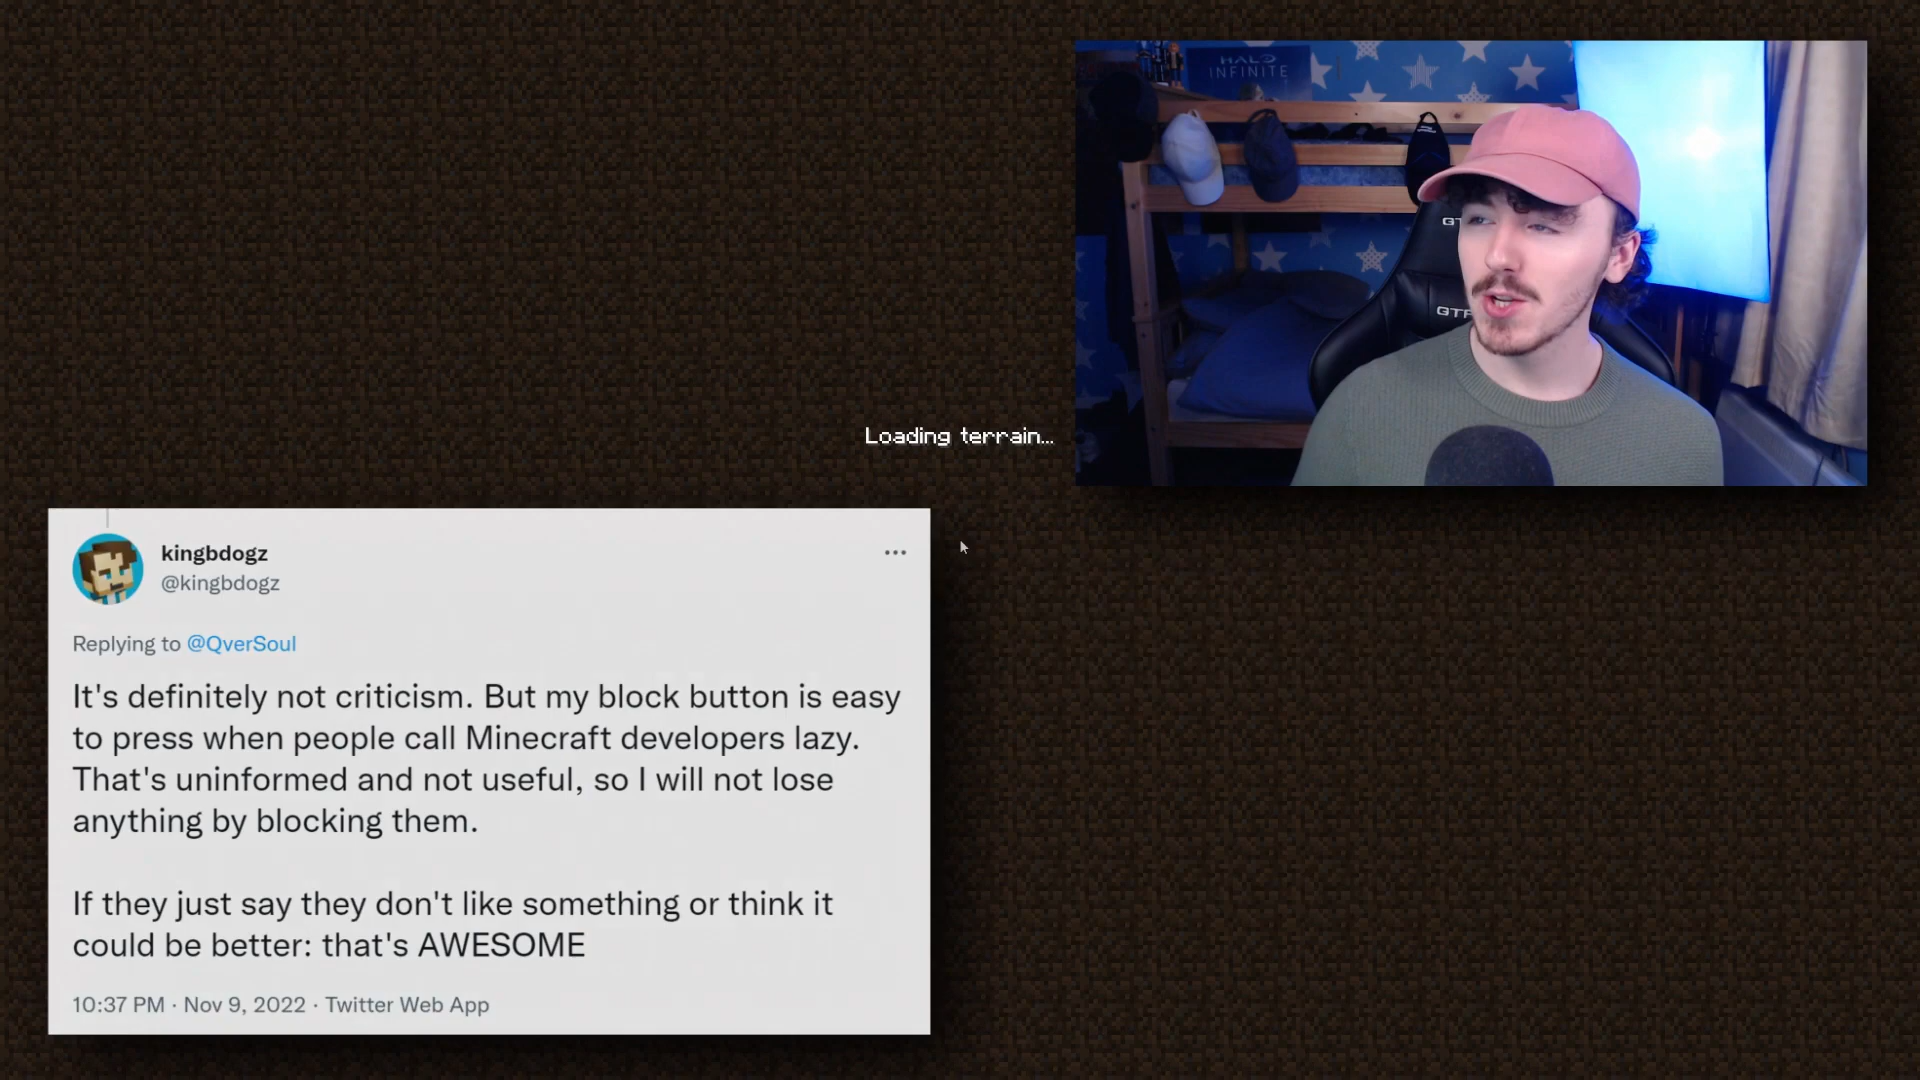 HALO
INFINITE
GT
GTR
Loading terrain...
kingbdogz
@kingbdogz
Replying to @QverSoul
It's definitely not criticism. But my block button is easy
to press when people call Minecraft developers lazy.
That's uninformed and not useful, so I will not lose
anything by blocking them.
If they just say they don't like something or think it
could be better: that's AWESOME
10:37 PM · Nov 9, 2022 · Twitter Web App